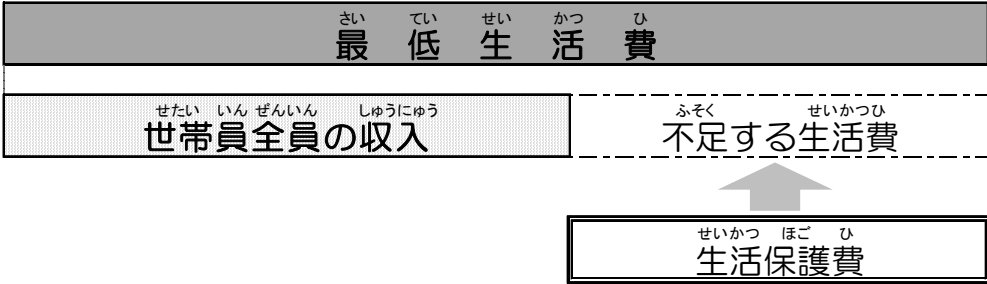 さい てい せい かつ ひ
最低生活費
せたい いん ぜんいん しゅうにゅう
世帯員全員の収入
ふそく せいかつひ
不足する生活費
せいかつ ほご ひ
生活保護費